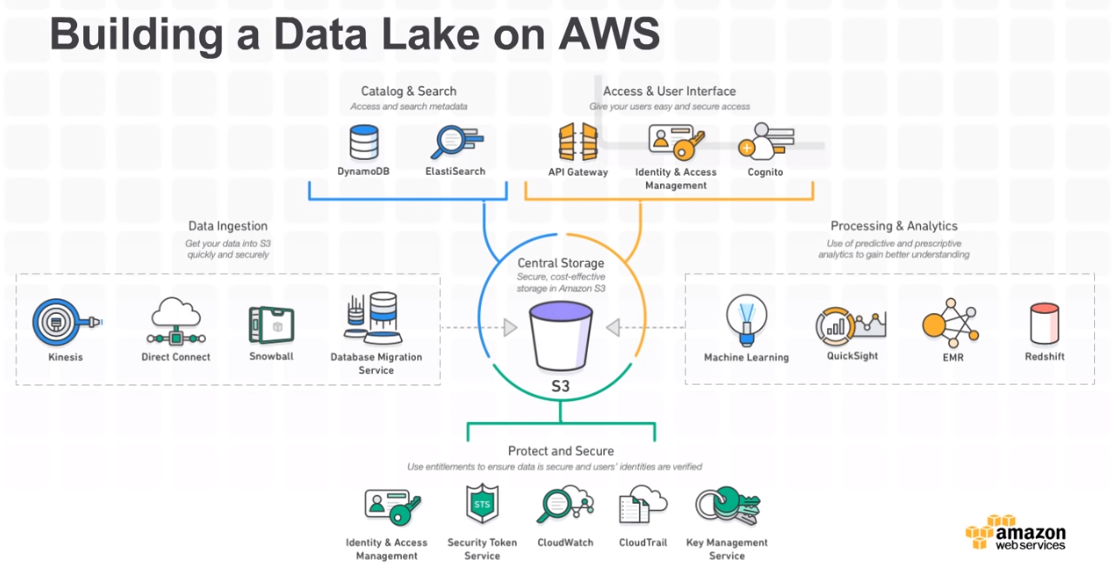 Building a Data Lake on AWS
Catalog & Search
Access and search metadata
DynamoDB
ElastiSearch
Access & User Interface
Give your users easy and secure access
API Gateway
Identity & Access
Management
Cognito
Data Ingestion
Get your data into S3
quickly and securely
Kinesis
Direct Connect
Snowball
Database Migration
Service
Central Storage
Secure, cost-effective
storage in Amazon S3
S3
Processing & Analytics
Use of predictive and prescriptive
analytics to gain better understanding
Machine Learning
QuickSight
EMR
Redshift
Protect and Secure
Use entitlements to ensure data is secure and users' identities are verified
Identity & Access
Management
STS
Security Token
Service
CloudWatch
CloudTrail
Key Management
Service
amazon
web services